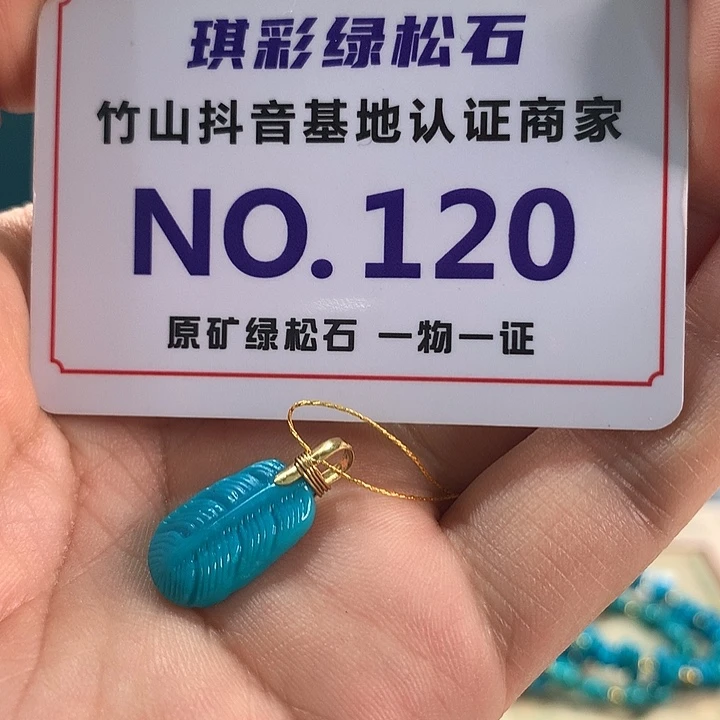 琪彩绿松石
竹山抖音基地认证商家
NO.120
原矿绿松石 一物一证